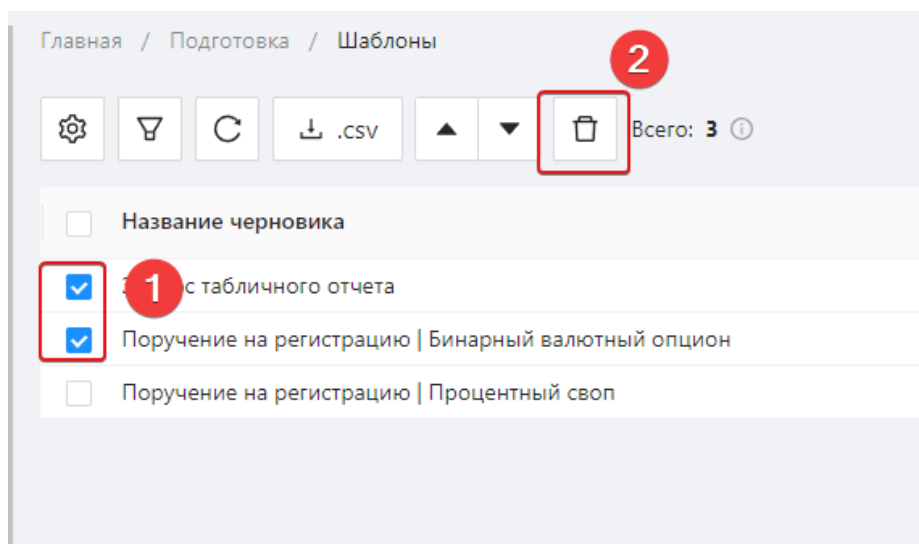 Главная / Подготовка / Шаблоны
2
.csv
Всего: 3
Название черновика
1
табличного отчета
Поручение на регистрацию | Бинарный валютный опцион
Поручение на регистрацию | Процентный своп